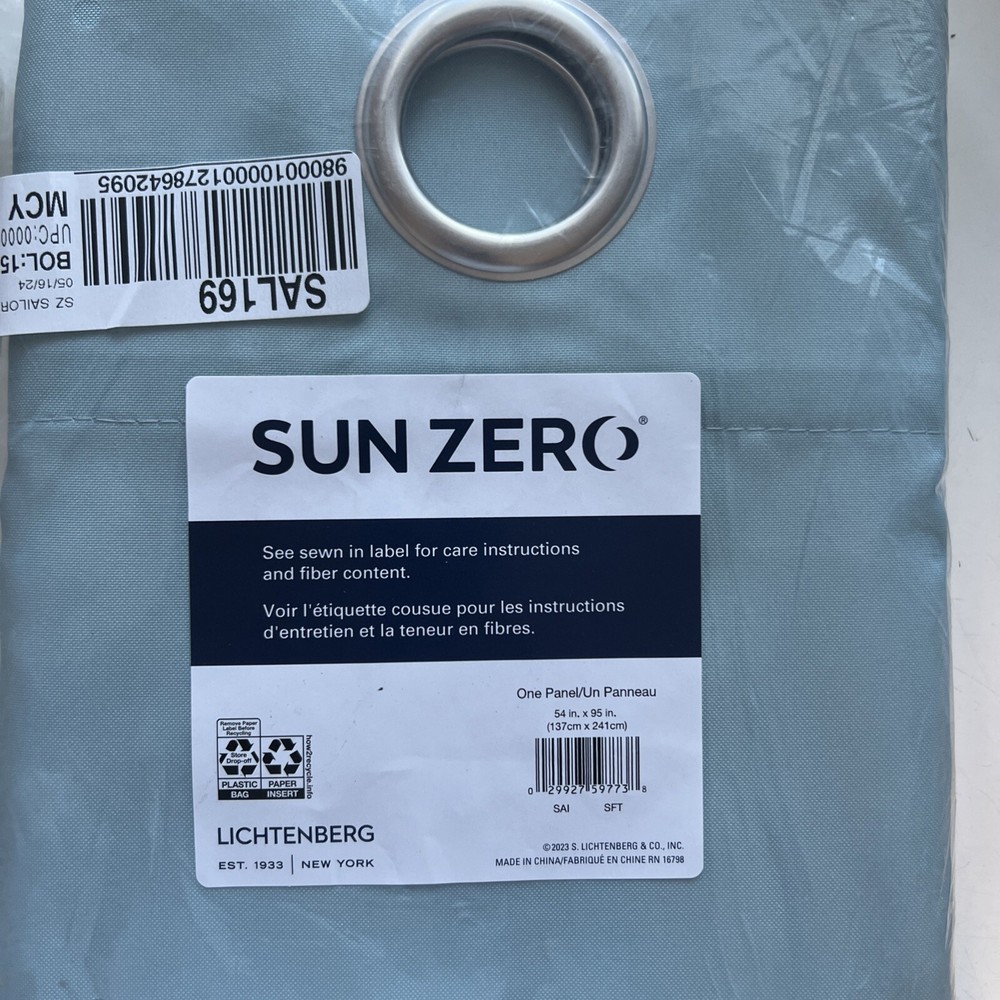 98000100001278642095
SAL169
MCY
UPC:0000
BOL:15
05/16/24
SZ SAILOR
SUN ZERO®
See sewn in label for care instructions
and fiber content.
Voir l'étiquette cousue pour les instructions
d'entretien et la teneur en fibres.
One Panel/Un Panneau
54 in. x 95 in.
(137cm x 241cm)
0 29927 59773 8
SAI SFT
Remove Paper
Label Before
Recycling
Store
Drop-off
PLASTIC
BAG
PAPER
INSERT
how2recycle.info
LICHTENBERG
EST. 1933 | NEW YORK
©2023 S. LICHTENBERG & CO., INC.
MADE IN CHINA/FABRIQUÉ EN CHINE RN 16798